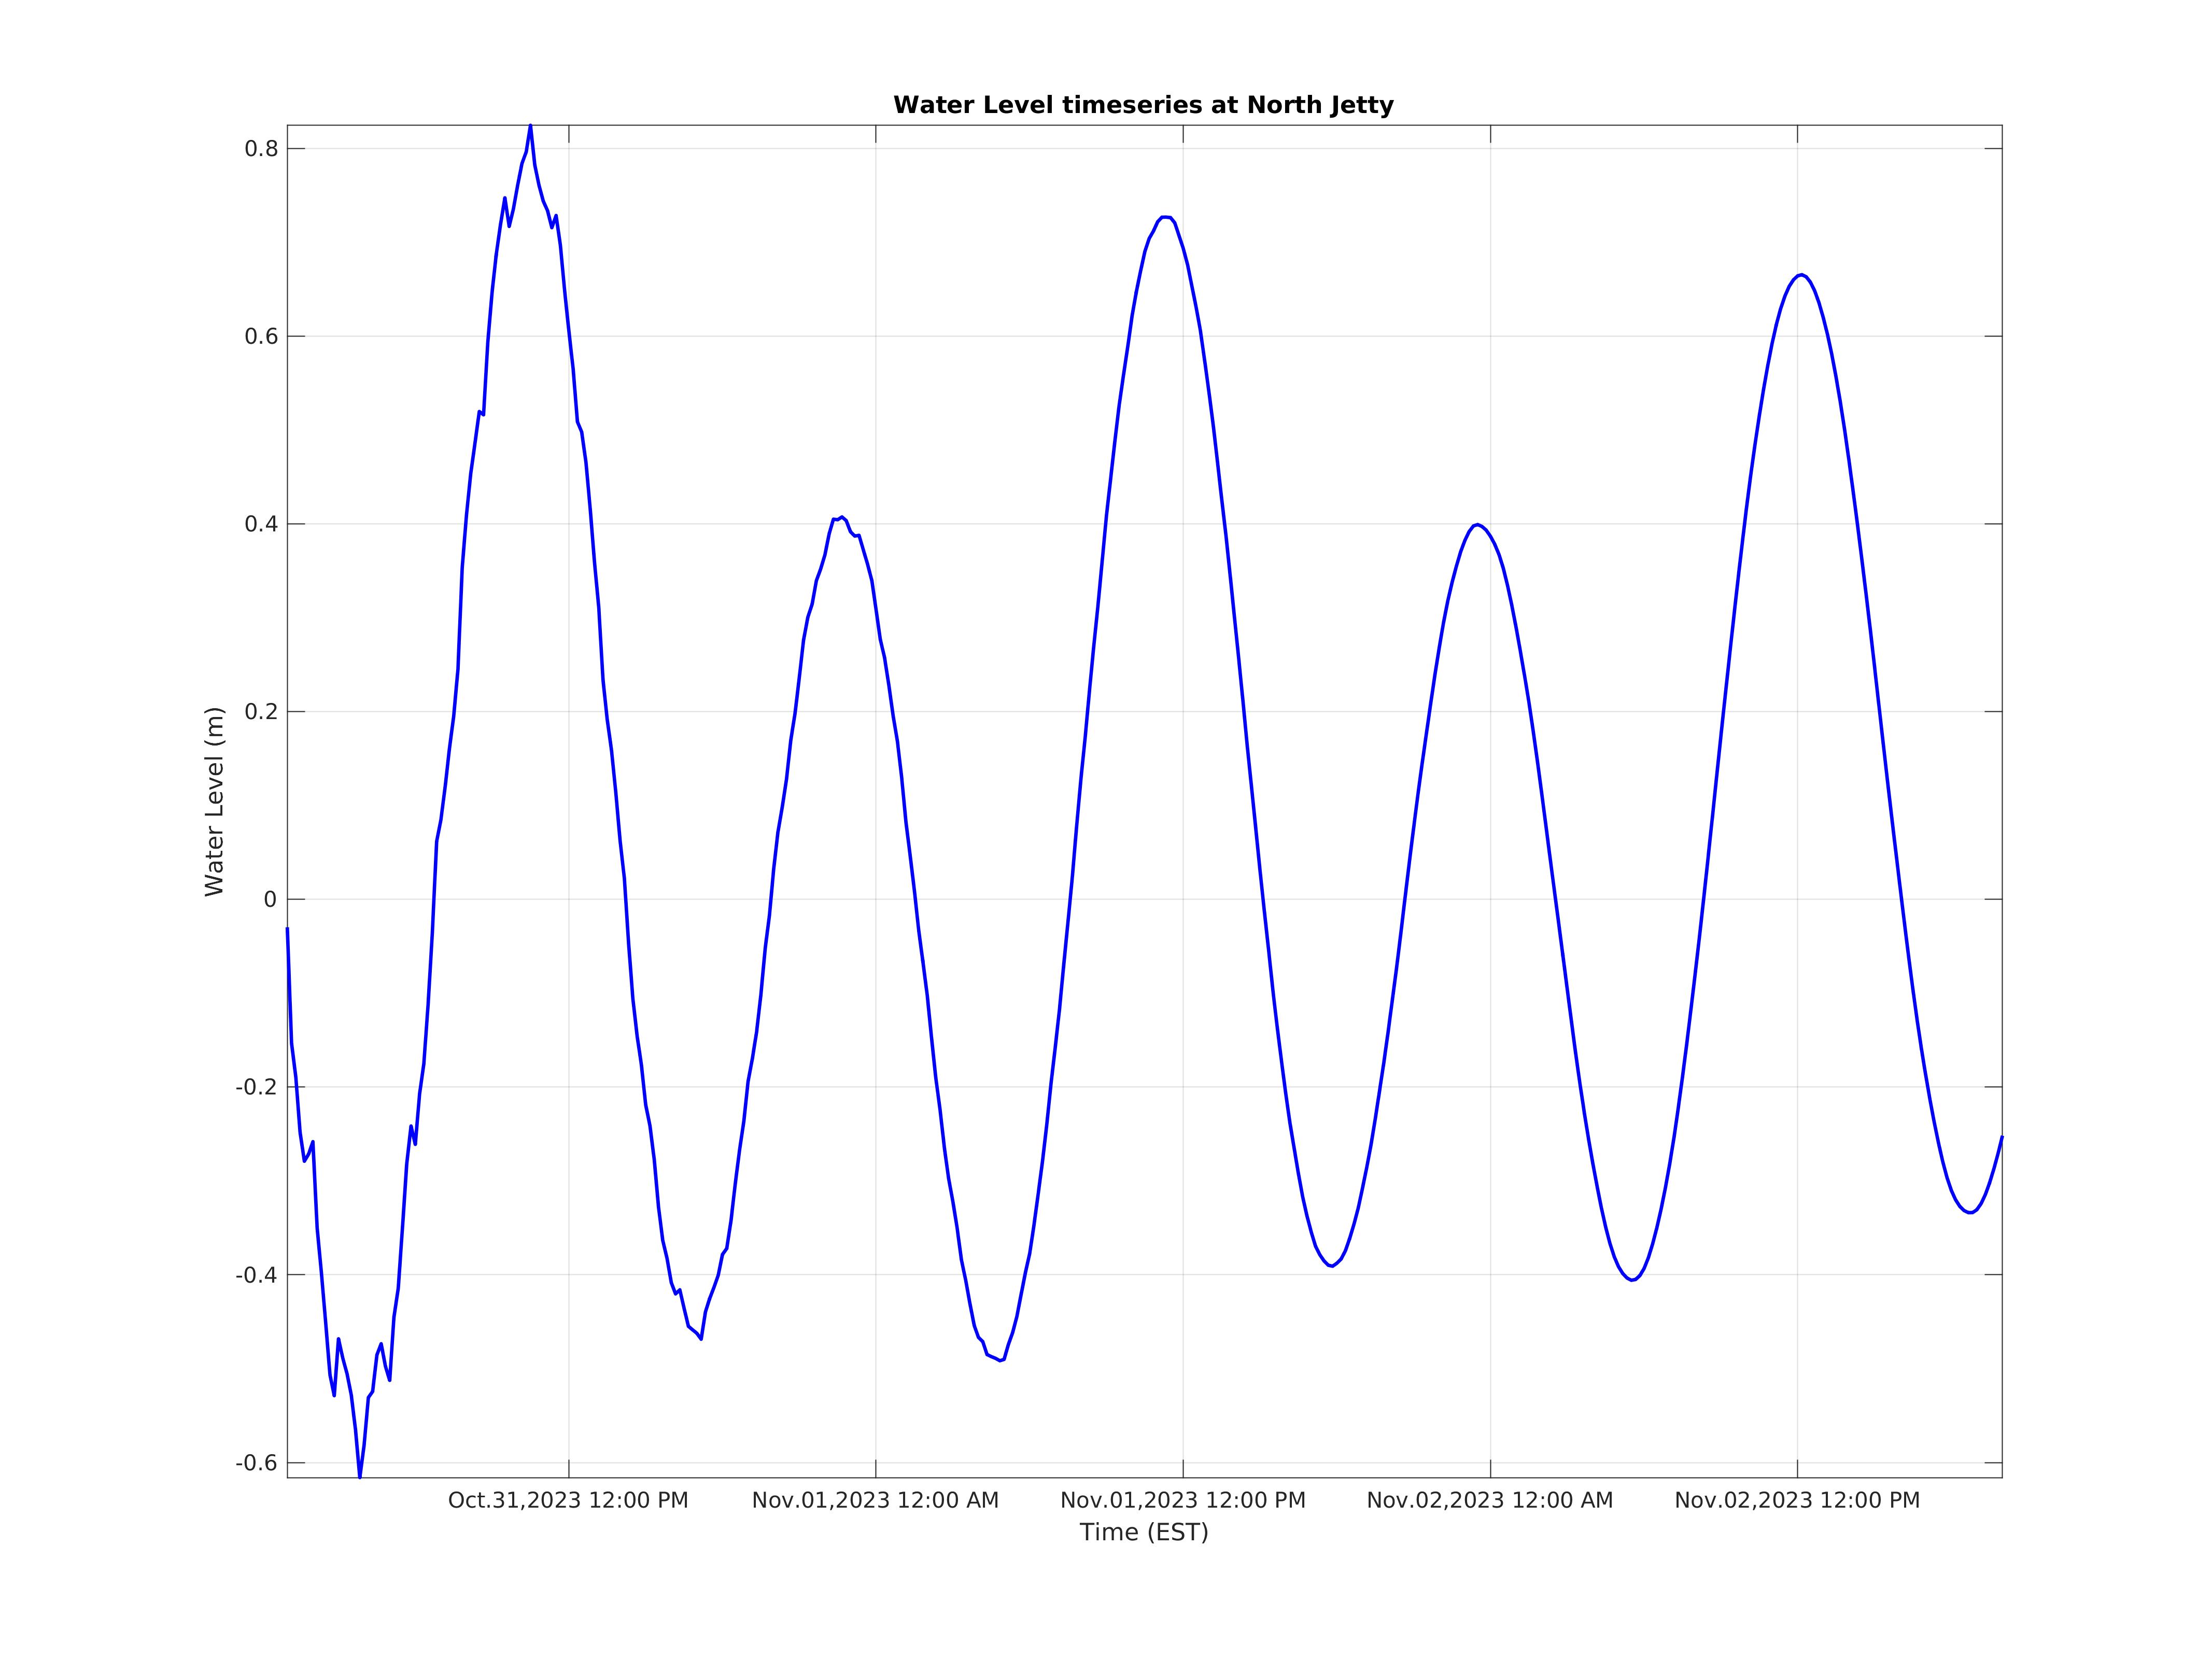 Water Level timeseries at North Jetty
0.8
0.6
0.4
0.2
0
-0.2
-0.4
-0.6
Water Level (m)
Oct.31,2023 12:00 PM
Nov.01,2023 12:00 AM
Nov.01,2023 12:00 PM
Nov.02,2023 12:00 AM
Nov.02,2023 12:00 PM
Time (EST)